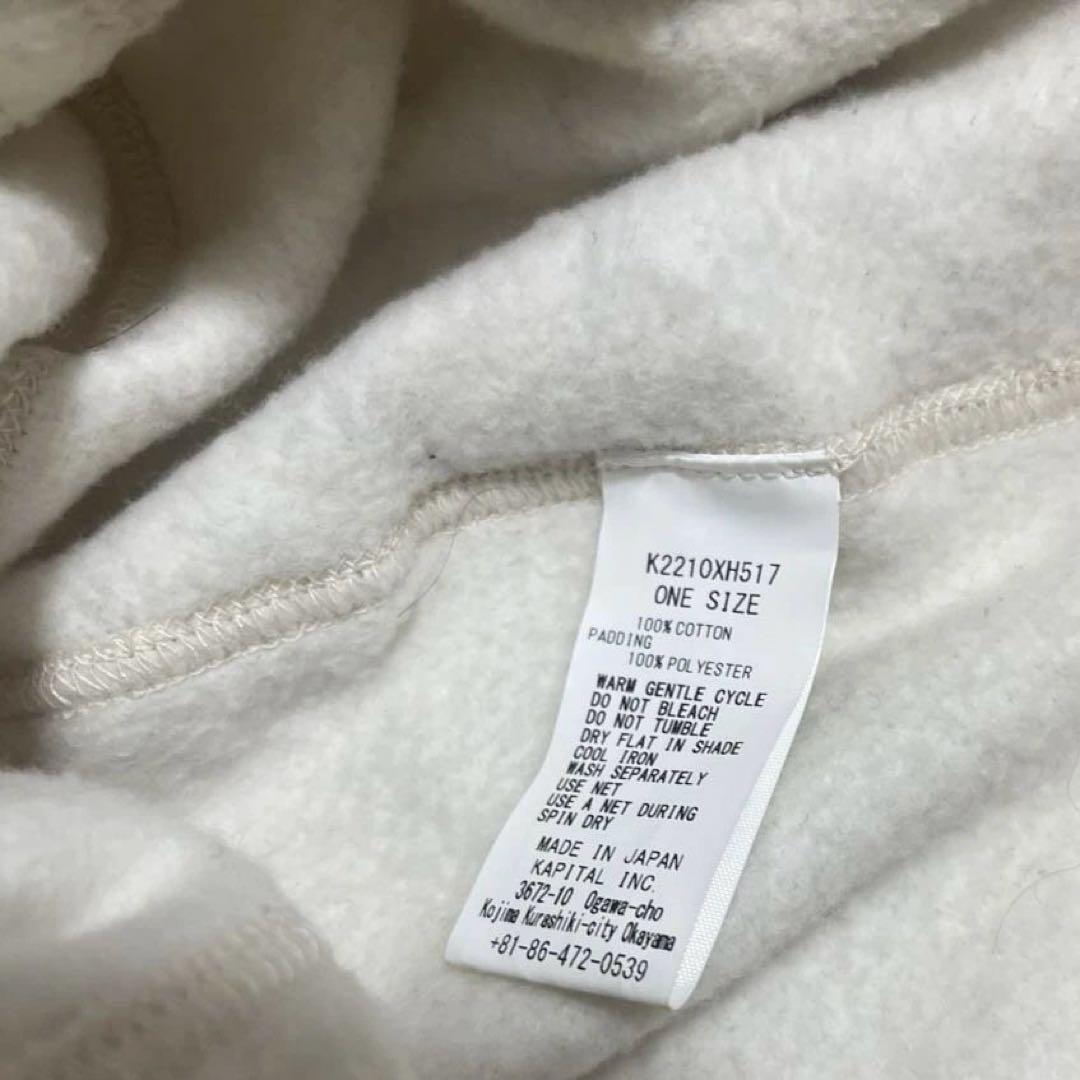 K2210XH517
ONE SIZE
100% COTTON
PADDING
100% POLYESTER
WARM GENTLE CYCLE
DO NOT BLEACH
DO NOT TUMBLE
DRY FLAT IN SHADE
COOL IRON
WASH SEPARATELY
USE NET
USE A NET DURING
SPIN DRY
MADE IN JAPAN
KAPITAL INC.
3672-10 Ogawa-cho
Kojima Kurashiki-city Okayama
+81-86-472-0539